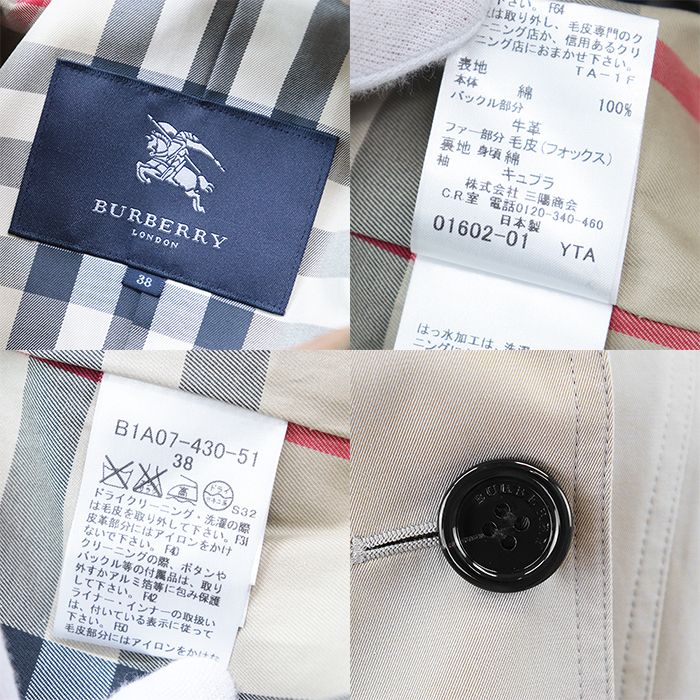 BURBERRY
LONDON
38
下さい。 F64
は取り外し、毛皮専門のク
ニング店か、信用あるクリ
ニング店におまかせ下さい。
表地 TA-1F
本体 綿 100%
バックル部分
牛革
ファー部分 毛皮(フォックス)
裏地 身頃 綿
袖 キュプラ
株式会社 三陽商会
C.R.室 電話0120-340-460
日本製
01602-01 YTA
はっ水加工は、洗濯
B1A07-430-51
38
ドライ
S32
ドライクリーニング・洗濯の際
は毛皮を取り外して下さい。F31
皮革部分にはアイロンをかけ
ないで下さい。 F40
クリーニングの際、ボタンや
バックル等の付属品は、取り
外すかアルミ箔等に包み保護
して下さい。 F42
ライナー・インナーの取扱い
は、付いている表示に従って
下さい。 F50
毛皮部分にはアイロンをかけな
BURBERRY